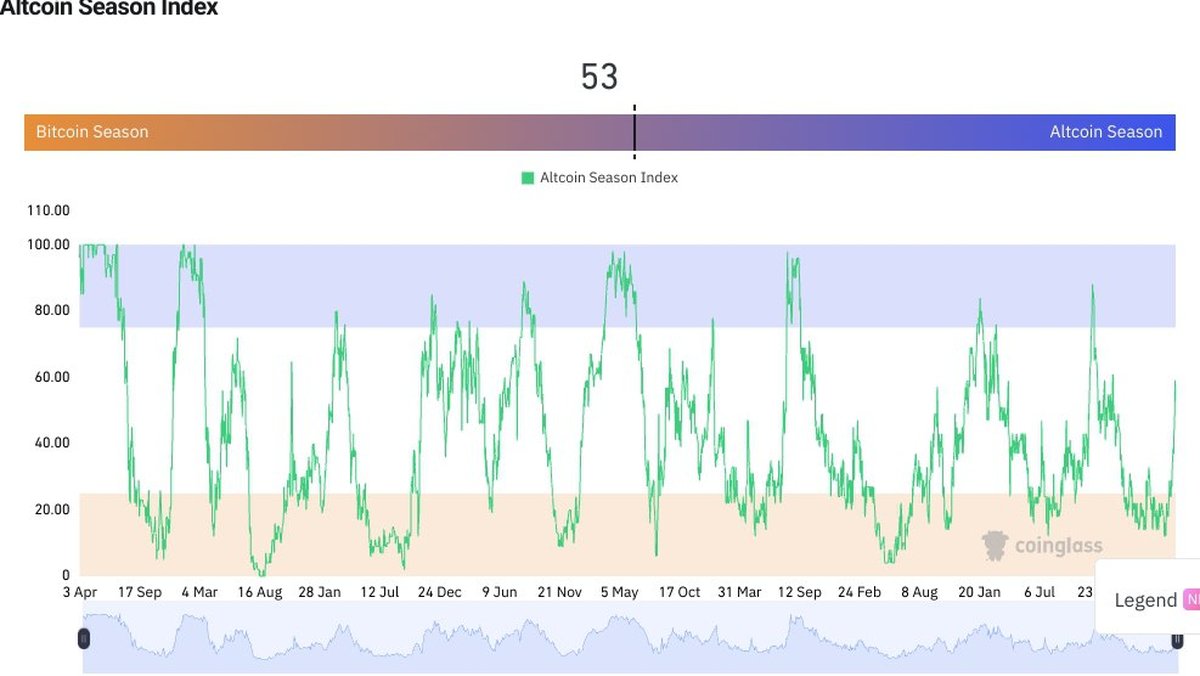 Altcoin Season Index
53
Bitcoin Season Altcoin Season
Altcoin Season Index
110.00
100.00
80.00
60.00
40.00
20.00
0
coinglass
3 Apr 17 Sep 4 Mar 16 Aug 28 Jan 12 Jul 24 Dec 9 Jun 21 Nov 5 May 17 Oct 31 Mar 12 Sep 24 Feb 8 Aug 20 Jan 6 Jul 23
Legend